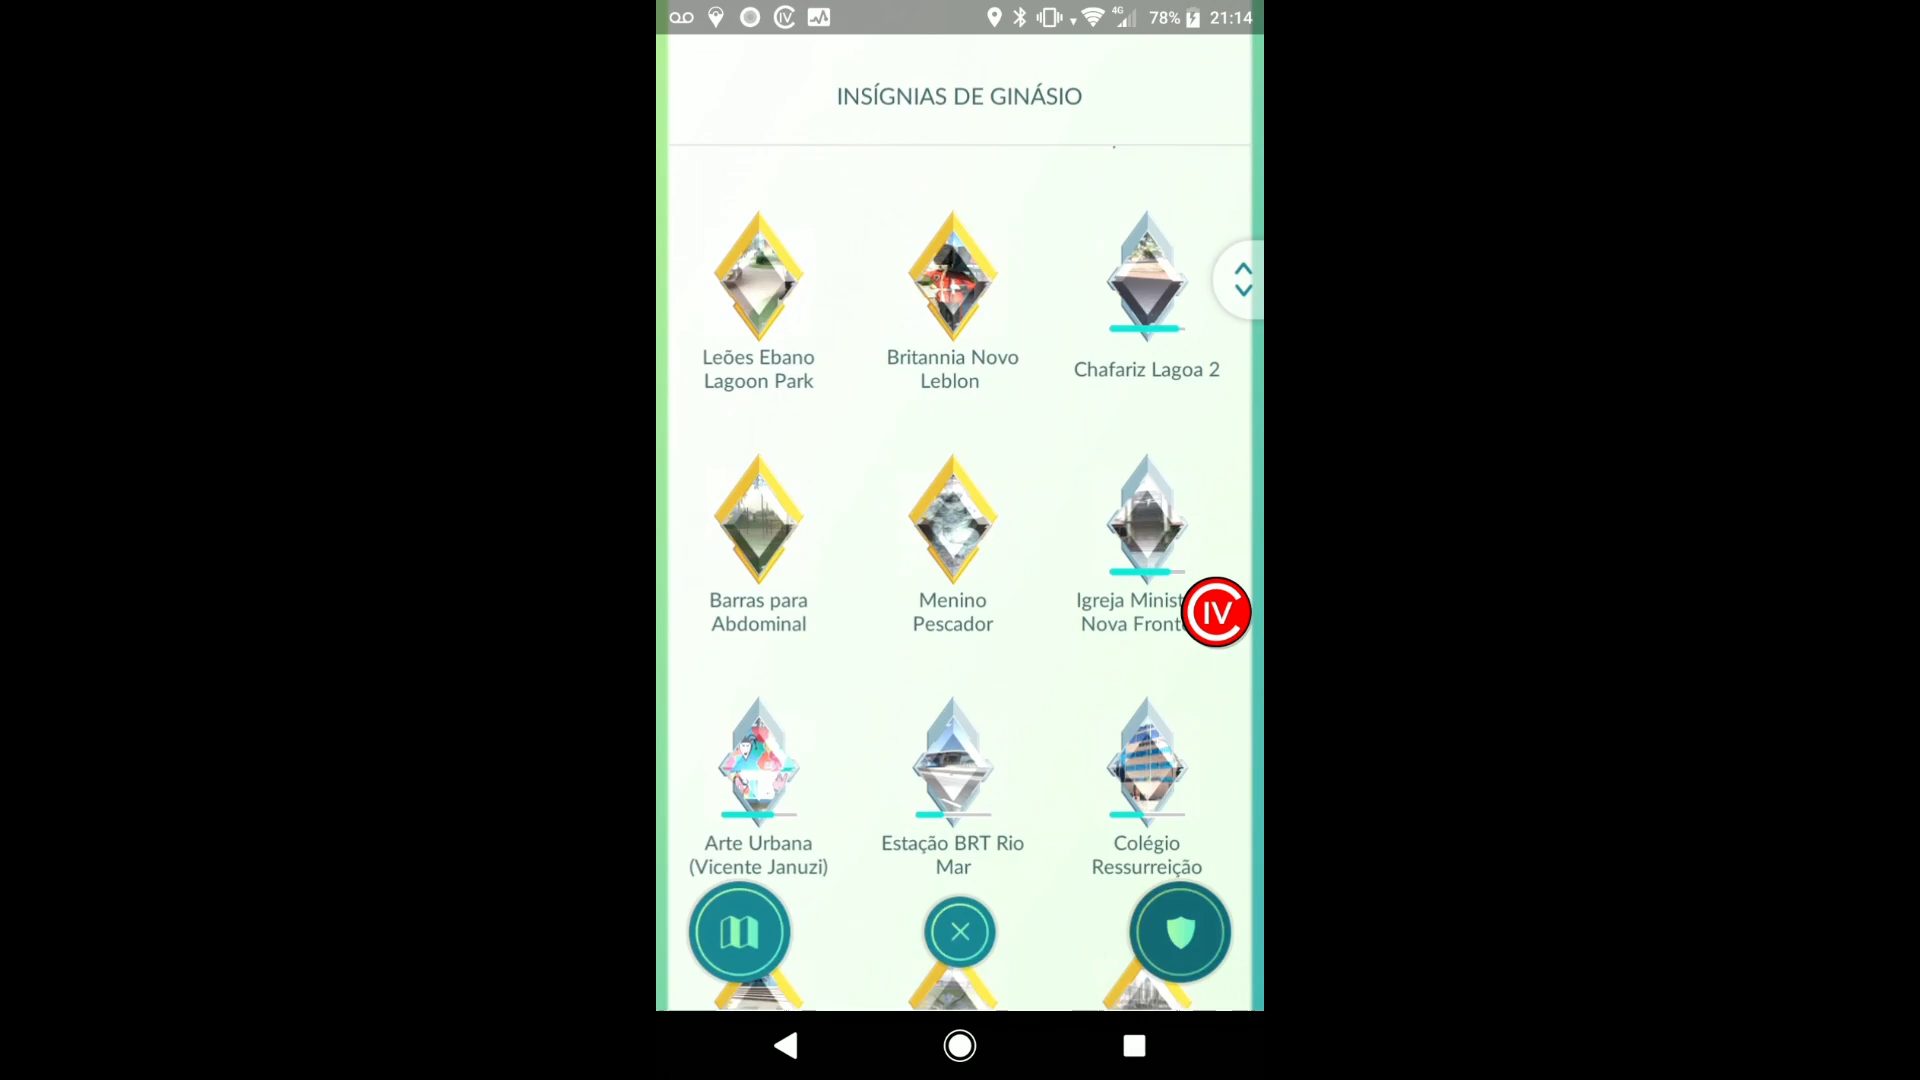 4G 78% 21:14
INSÍGNIAS DE GINÁSIO
Leões Ebano
Lagoon Park
Britannia Novo
Leblon
Chafariz Lagoa 2
Barras para
Abdominal
Menino
Pescador
Igreja Minist
Nova Front
IV
Arte Urbana
(Vicente Januzi)
Estação BRT Rio
Mar
Colégio
Ressurreição